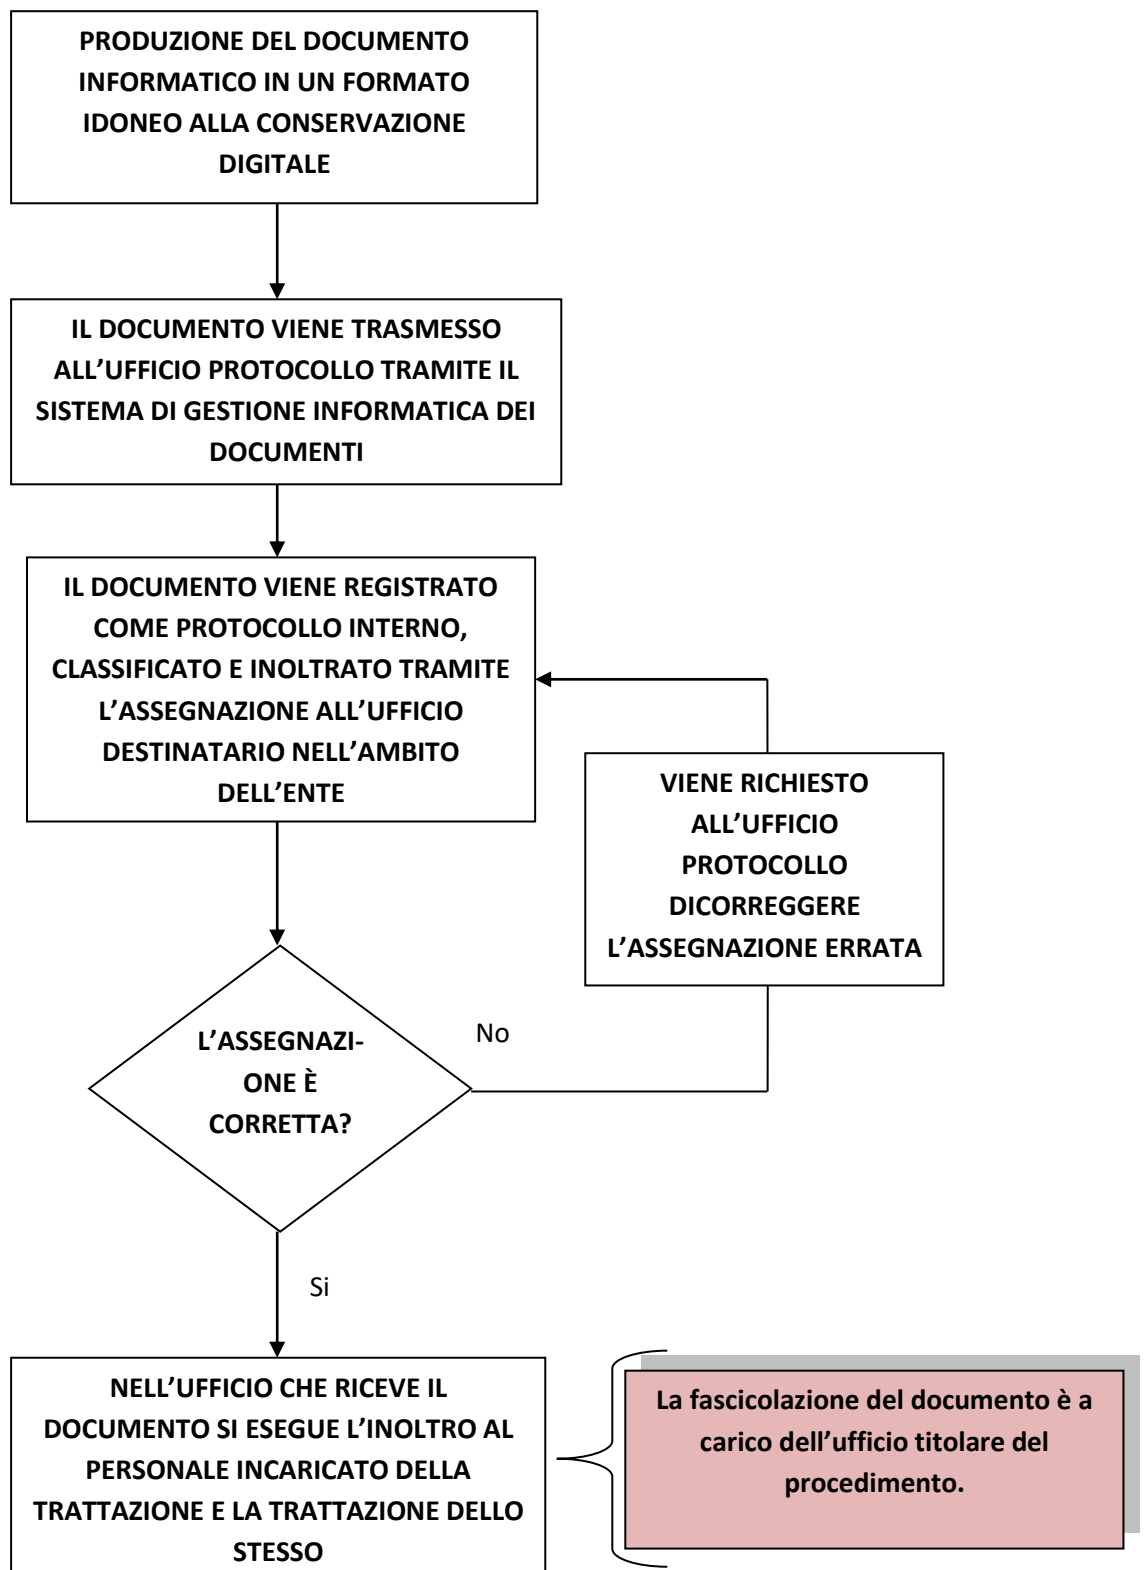 PRODUZIONE DEL DOCUMENTO
INFORMATICO IN UN FORMATO
IDONEO ALLA CONSERVAZIONE
DIGITALE
IL DOCUMENTO VIENE TRASMESSO
ALL’UFFICIO PROTOCOLLO TRAMITE IL
SISTEMA DI GESTIONE INFORMATICA DEI
DOCUMENTI
IL DOCUMENTO VIENE REGISTRATO
COME PROTOCOLLO INTERNO,
CLASSIFICATO E INOLTRATO TRAMITE
L’ASSEGNAZIONE ALL’UFFICIO
DESTINATARIO NELL’AMBITO
DELL’ENTE
VIENE RICHIESTO
ALL’UFFICIO
PROTOCOLLO
DICORREGGERE
L’ASSEGNAZIONE ERRATA
L’ASSEGNAZI-
ONE È
CORRETTA?
No
Si
NELL’UFFICIO CHE RICEVE IL
DOCUMENTO SI ESEGUE L’INOLTRO AL
PERSONALE INCARICATO DELLA
TRATTAZIONE E LA TRATTAZIONE DELLO
STESSO
La fascicolazione del documento è a
carico dell’ufficio titolare del
procedimento.